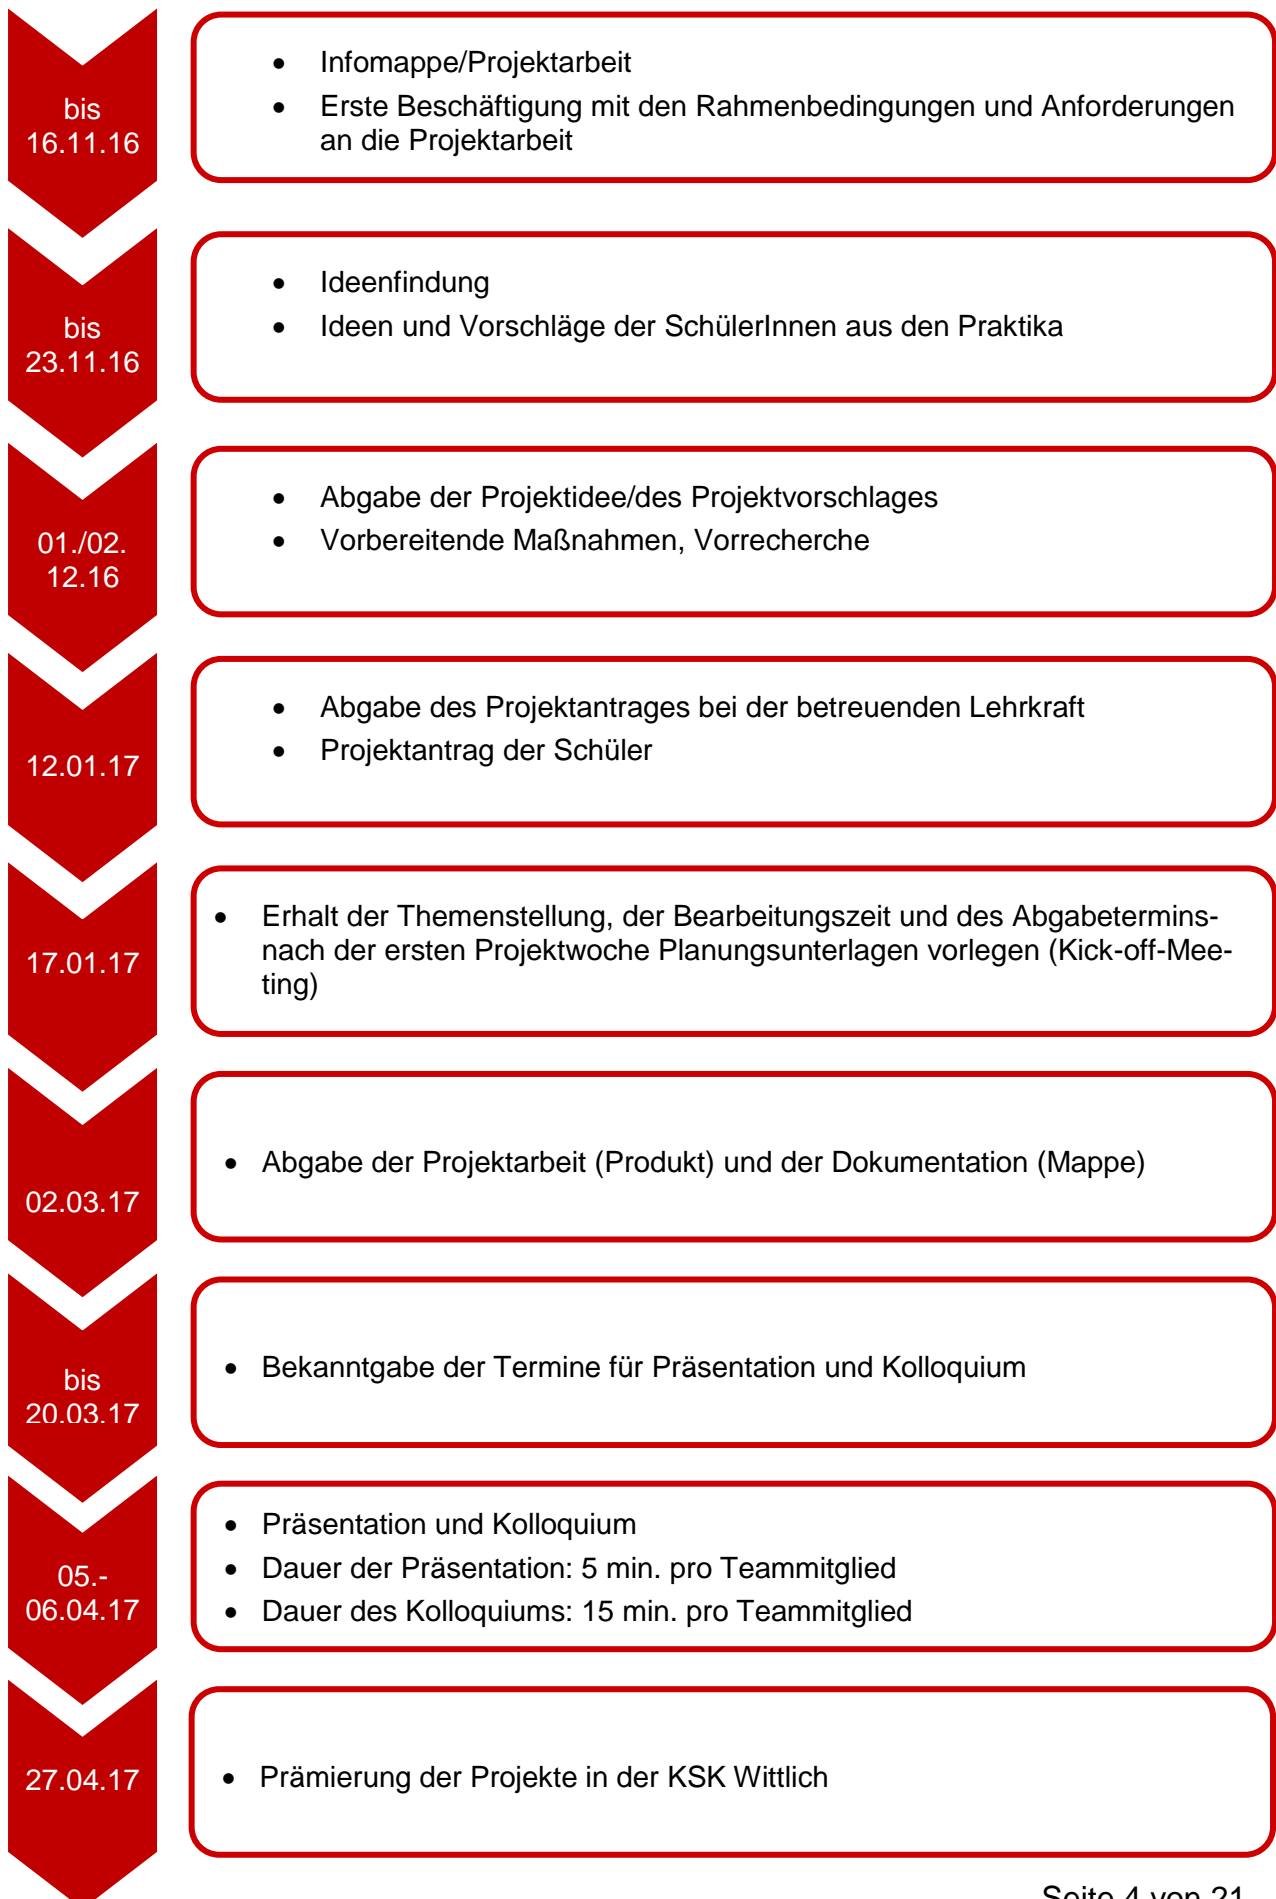 bis
16.11.16
• Infomappe/Projektarbeit
• Erste Beschäftigung mit den Rahmenbedingungen und Anforderungen
an die Projektarbeit
bis
23.11.16
• Ideenfindung
• Ideen und Vorschläge der SchülerInnen aus den Praktika
01./02.
12.16
• Abgabe der Projektidee/des Projektvorschlages
• Vorbereitende Maßnahmen, Vorrecherche
12.01.17
• Abgabe des Projektantrages bei der betreuenden Lehrkraft
• Projektantrag der Schüler
17.01.17
• Erhalt der Themenstellung, der Bearbeitungszeit und des Abgabetermins-
nach der ersten Projektwoche Planungsunterlagen vorlegen (Kick-off-Mee-
ting)
02.03.17
• Abgabe der Projektarbeit (Produkt) und der Dokumentation (Mappe)
bis
20.03.17
• Bekanntgabe der Termine für Präsentation und Kolloquium
05.-
06.04.17
• Präsentation und Kolloquium
• Dauer der Präsentation: 5 min. pro Teammitglied
• Dauer des Kolloquiums: 15 min. pro Teammitglied
27.04.17
• Prämierung der Projekte in der KSK Wittlich
Seite 4 von 21